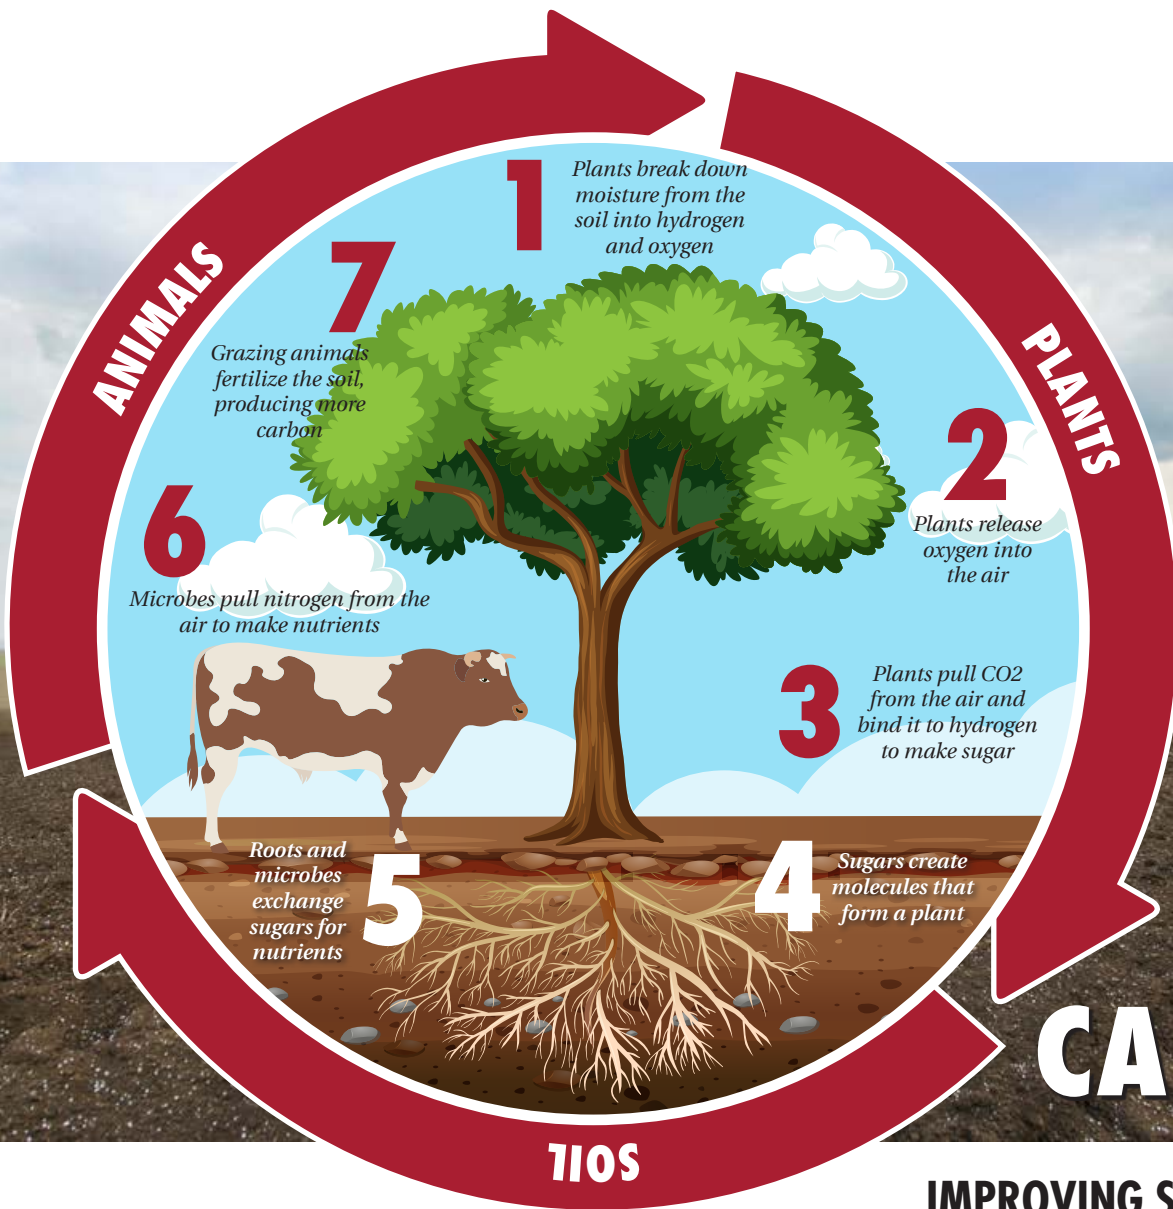 1
Plants break down
moisture from the
soil into hydrogen
and oxygen
2
Plants release
oxygen into
the air
3
Plants pull CO2
from the air and
bind it to hydrogen
to make sugar
4
Sugars create
molecules that
form a plant
5
Roots and
microbes
exchange
sugars for
nutrients
6
Microbes pull nitrogen from the
air to make nutrients
7
Grazing animals
fertilize the soil,
producing more
carbon
ANIMALS
PLANTS
SOIL
CA
IMPROVING S